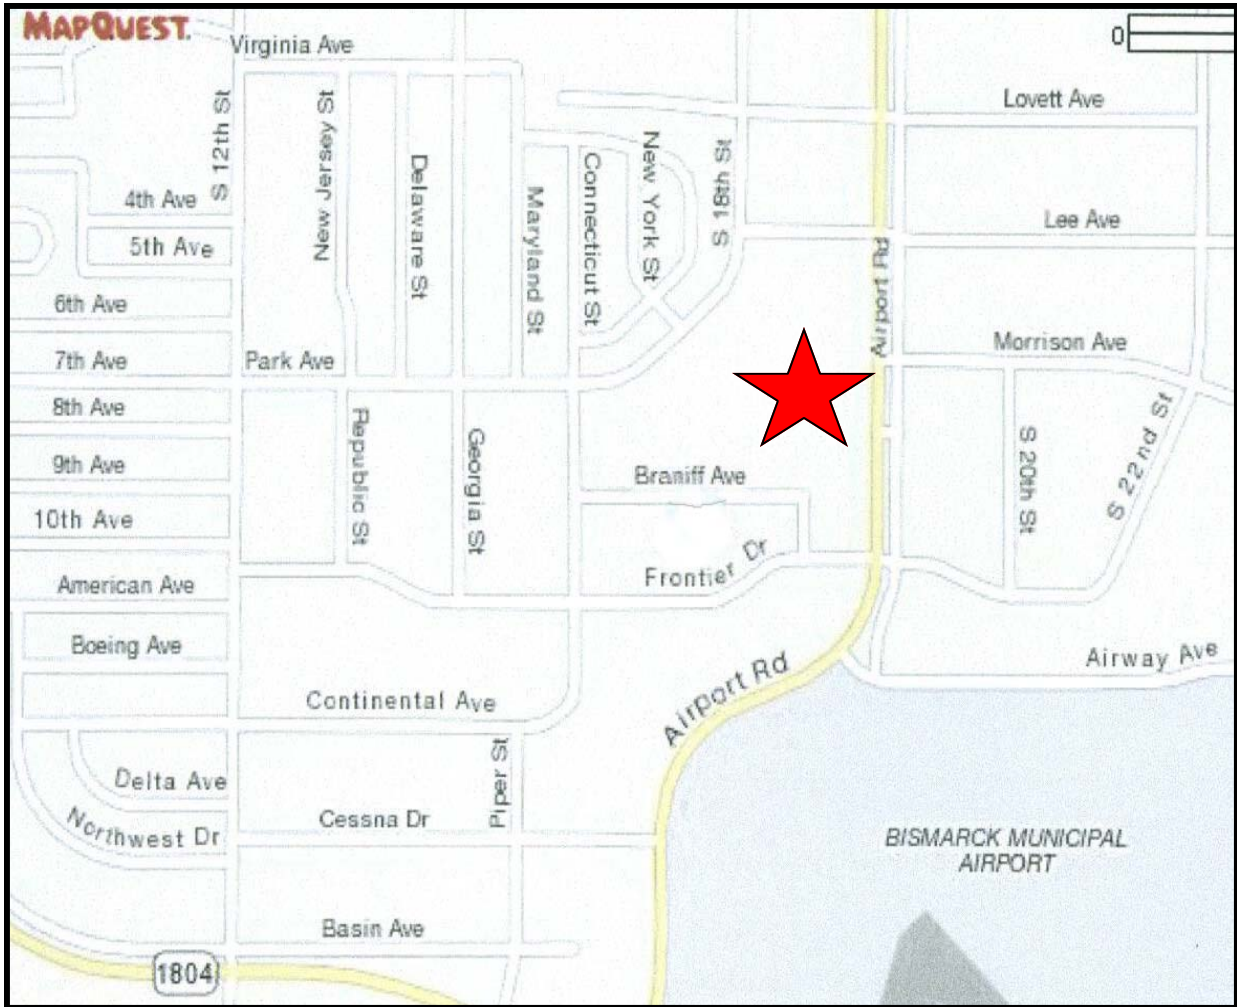 MAPQUEST.
0
Virginia Ave
Lovett Ave
S 12th St
New Jersey St
Delaware St
Maryland St
Connecticut St
New York St
S 18th St
4th Ave
5th Ave
Lee Ave
Airport Rd
6th Ave
7th Ave
Park Ave
Morrison Ave
8th Ave
Republic St
Georgia St
S 20th St
S 22nd St
9th Ave
Braniff Ave
10th Ave
Frontier Dr
American Ave
Boeing Ave
Airway Ave
Airport Rd
Continental Ave
Piper St
Delta Ave
Northwest Dr
Cessna Dr
BISMARCK MUNICIPAL
AIRPORT
Basin Ave
1804